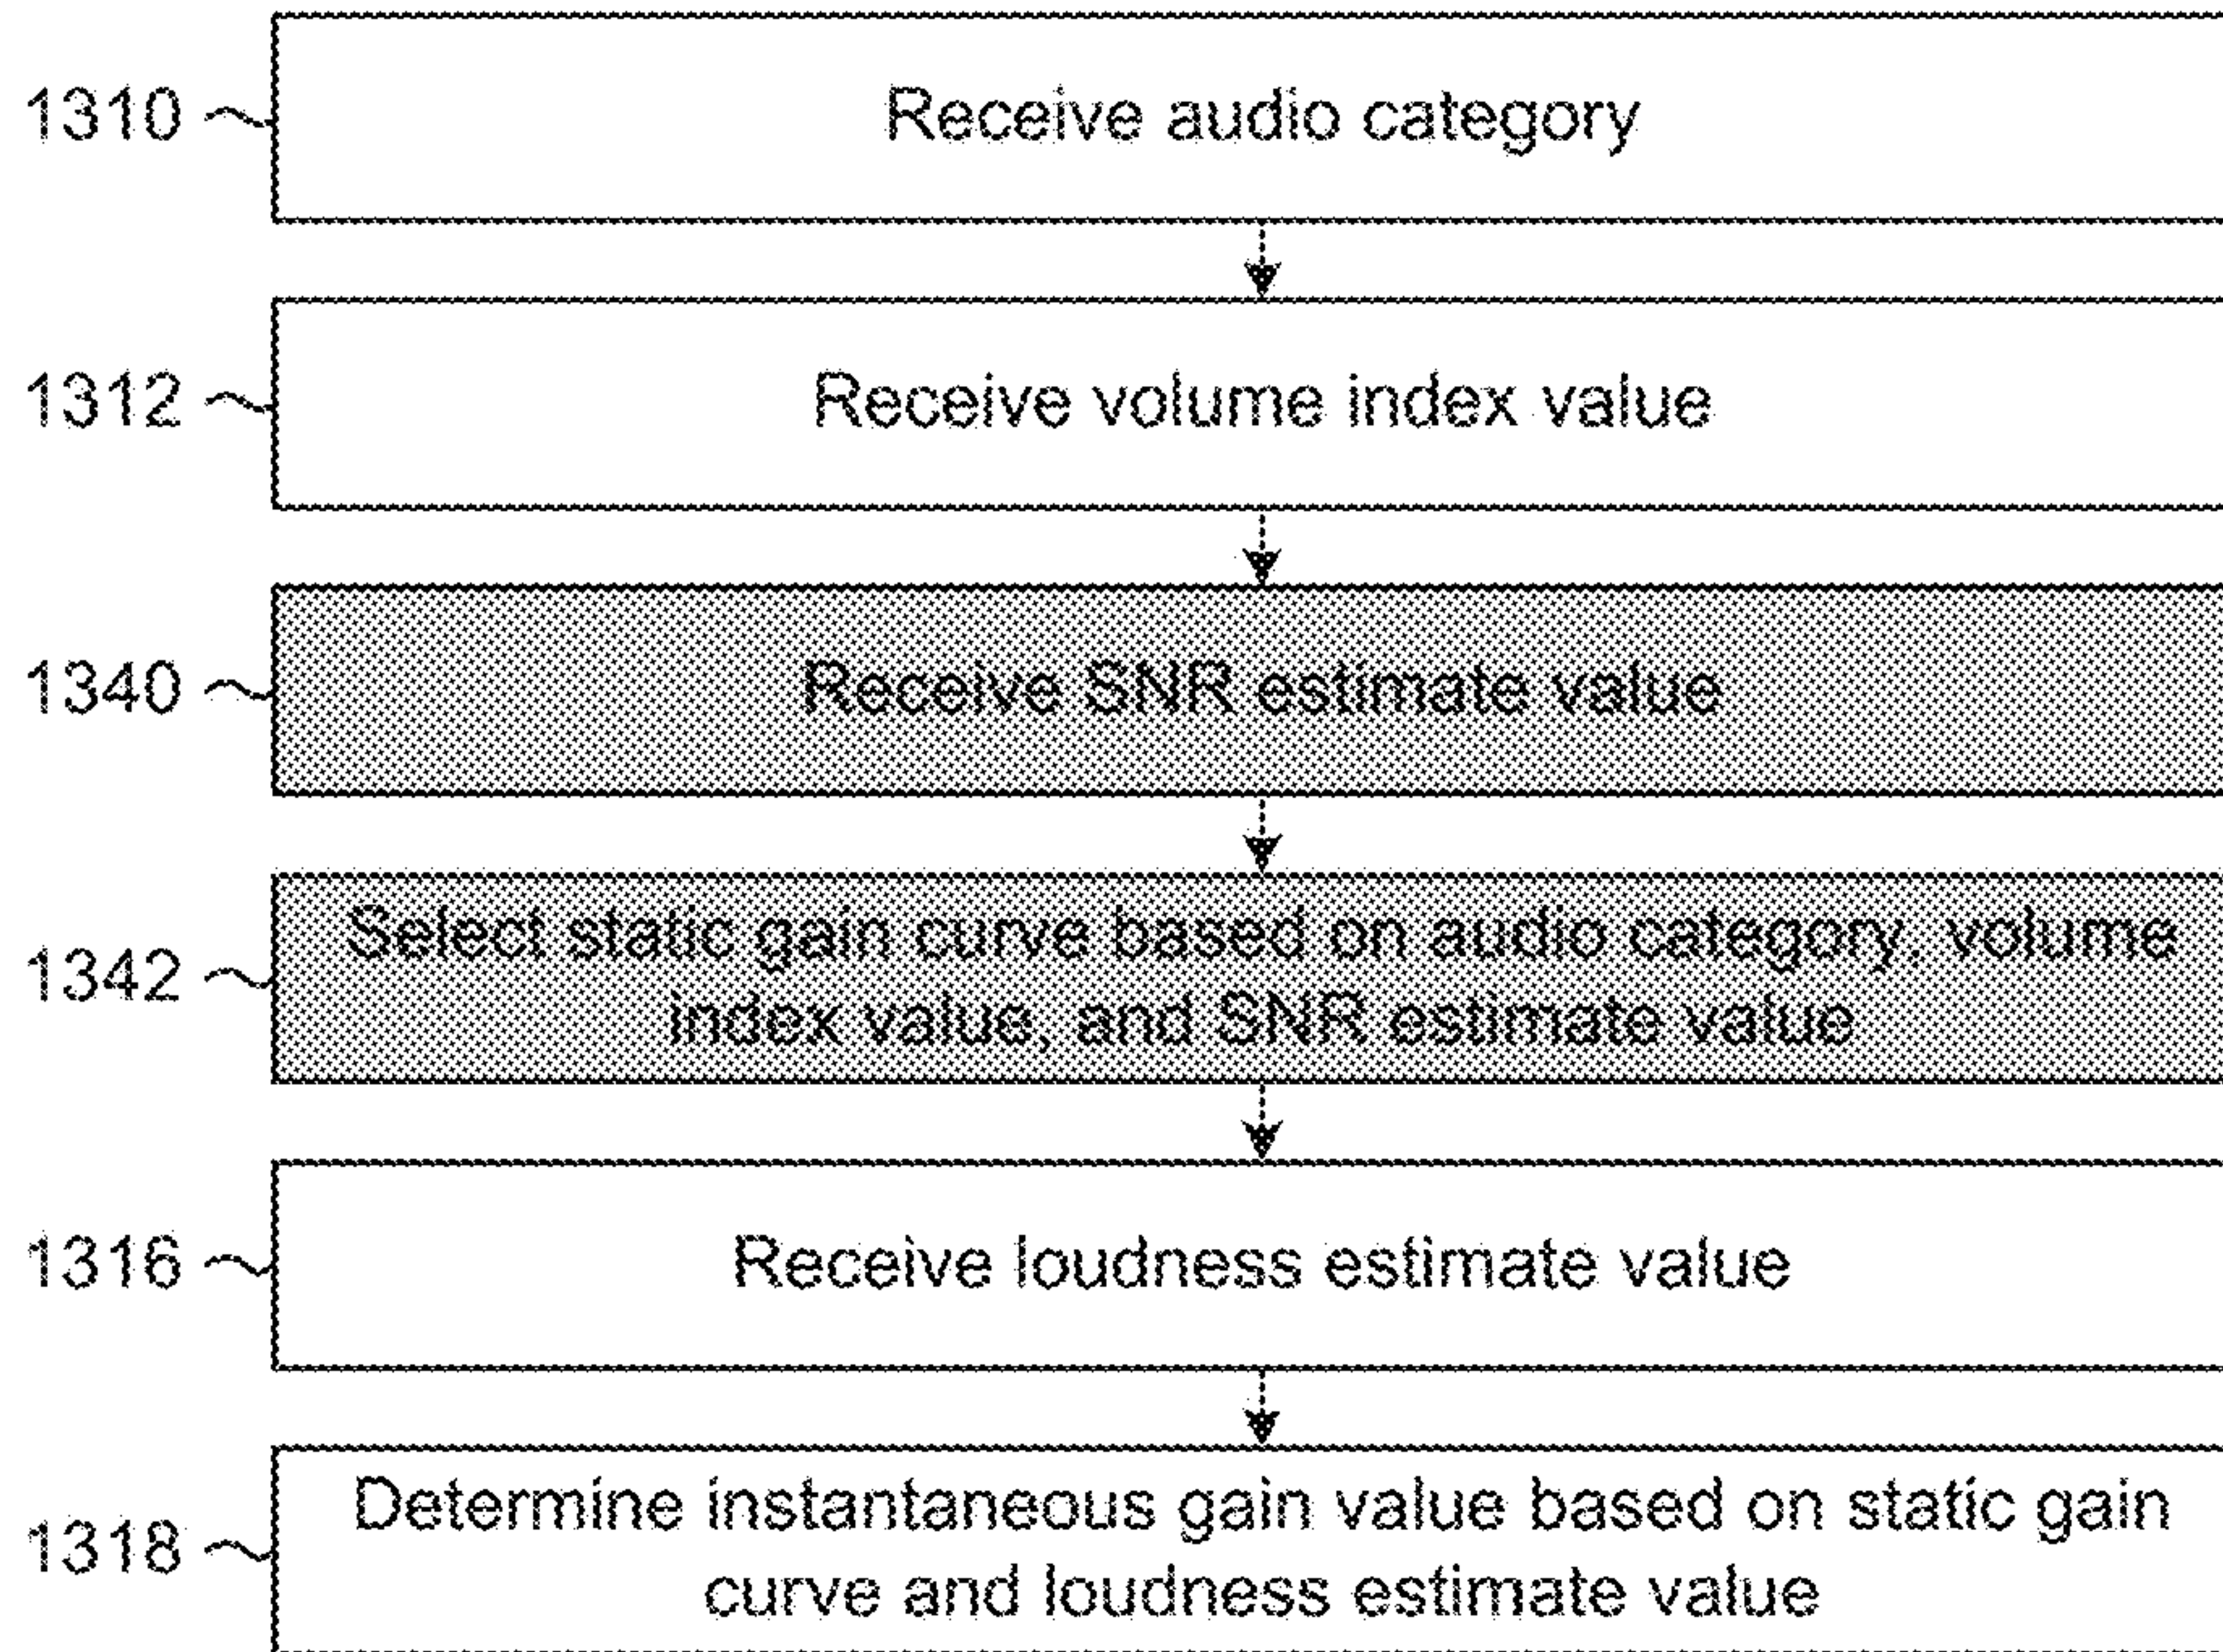 1310
Receive audio category
1312
Receive volume index value
1340
Receive SNR estimate value
1342
Select static gain curve based on audio category, volume
index value, and SNR estimate value
1316
Receive loudness estimate value
1318
Determine instantaneous gain value based on static gain
curve and loudness estimate value